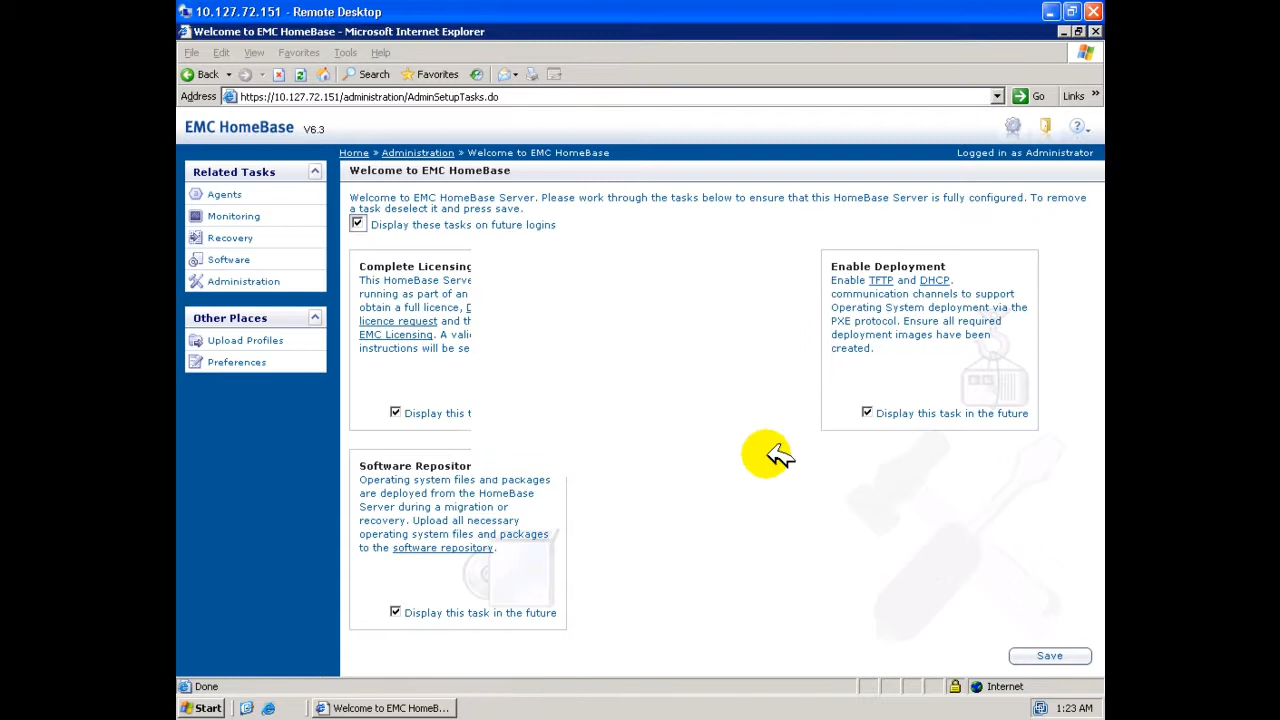 10.127.72.151 - Remote Desktop
Welcome to EMC HomeBase - Microsoft Internet Explorer
File Edit View Favorites Tools Help
Back Search Favorites
Address https://10.127.72.151/administration/AdminSetupTasks.do Go Links »
EMC HomeBase V6.3
Home » Administration » Welcome to EMC HomeBase Logged in as Administrator
Related Tasks
Agents
Monitoring
Recovery
Software
Administration
Other Places
Upload Profiles
Preferences
Welcome to EMC HomeBase
Welcome to EMC HomeBase Server. Please work through the tasks below to ensure that this HomeBase Server is fully configured. To remove
a task deselect it and press save.
Display these tasks on future logins
Complete Licensing
This HomeBase Serve
running as part of an
obtain a full licence, D
licence request and th
EMC Licensing. A valid
instructions will be se
Display this t
Enable Deployment
Enable TFTP and DHCP.
communication channels to support
Operating System deployment via the
PXE protocol. Ensure all required
deployment images have been
created.
Display this task in the future
Software Repositor
Operating system files and packages
are deployed from the HomeBase
Server during a migration or
recovery. Upload all necessary
operating system files and packages
to the software repository.
Display this task in the future
Save
Done Internet
Start Welcome to EMC HomeB... 1:23 AM